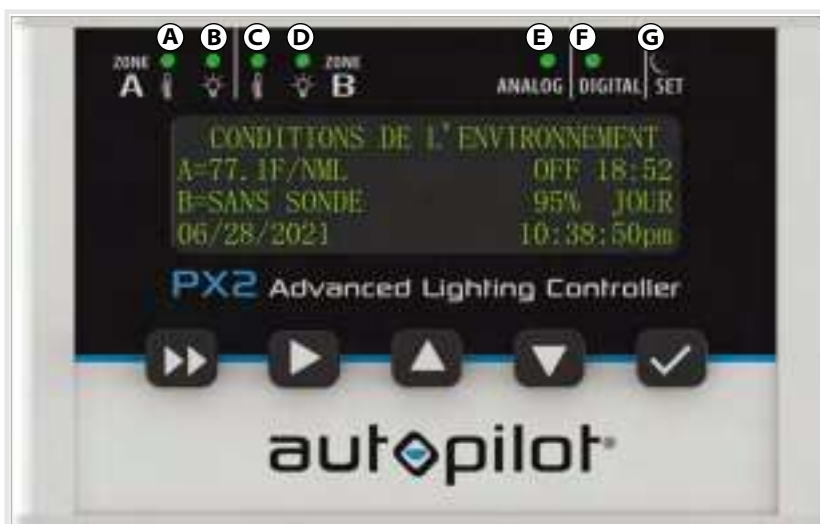 A B C D E F G
ZONE A ZONE B ANALOG DIGITAL SET
CONDITIONS DE L'ENVIRONNEMENT
A=77.1F/NML OFF 18:52
B=SANS SONDE 95% JOUR
06/28/2021 10:38:50pm
PX2 Advanced Lighting Controller
autopilot®